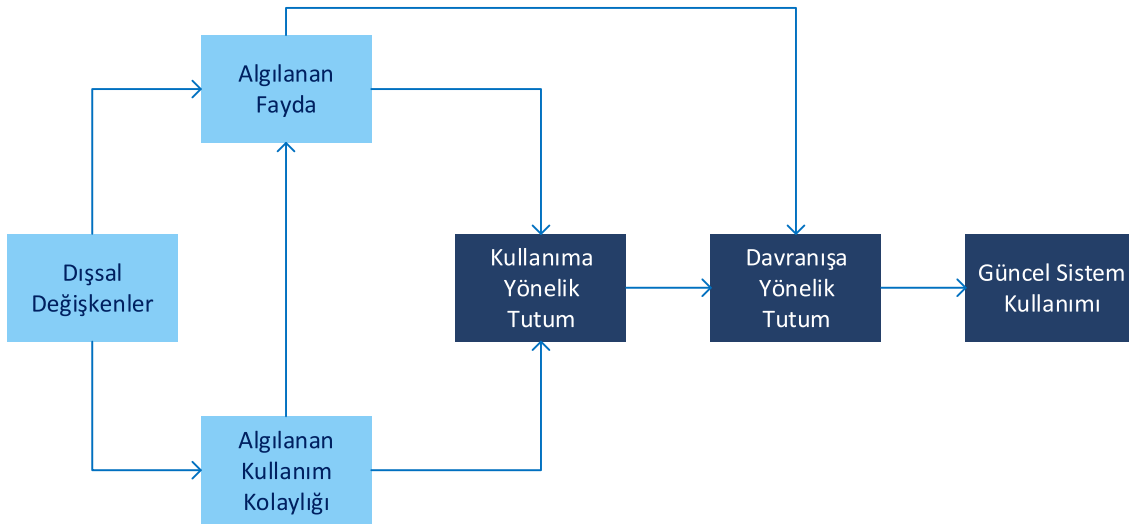 Algılanan
Fayda
Dışsal
Değişkenler
Kullanıma
Yönelik
Tutum
Davranışa
Yönelik
Tutum
Güncel Sistem
Kullanımı
Algılanan
Kullanım
Kolaylığı